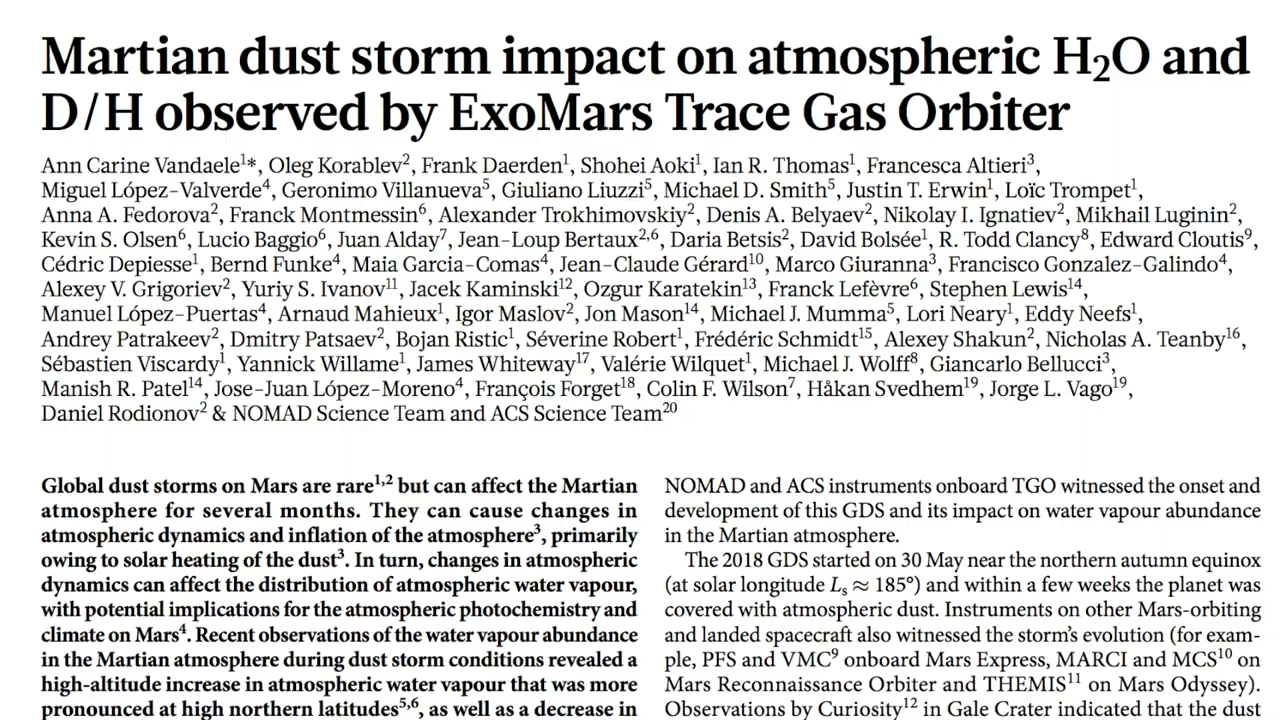 Martian dust storm impact on atmospheric H₂O and
D/H observed by ExoMars Trace Gas Orbiter
Ann Carine Vandaele¹*, Oleg Korablev², Frank Daerden¹, Shohei Aoki¹, Ian R. Thomas¹, Francesca Altieri³,
Miguel López-Valverde⁴, Geronimo Villanueva⁵, Giuliano Liuzzi⁵, Michael D. Smith⁵, Justin T. Erwin¹, Loïc Trompet¹,
Anna A. Fedorova², Franck Montmessin⁶, Alexander Trokhimovskiy², Denis A. Belyaev², Nikolay I. Ignatiev², Mikhail Luginin²,
Kevin S. Olsen⁶, Lucio Baggio⁶, Juan Alday⁷, Jean-Loup Bertaux²,⁶, Daria Betsis², David Bolsée¹, R. Todd Clancy⁸, Edward Cloutis⁹,
Cédric Depiesse¹, Bernd Funke⁴, Maia Garcia-Comas⁴, Jean-Claude Gérard¹⁰, Marco Giuranna³, Francisco Gonzalez-Galindo⁴,
Alexey V. Grigoriev², Yuriy S. Ivanov¹¹, Jacek Kaminski¹², Ozgur Karatekin¹³, Franck Lefèvre⁶, Stephen Lewis¹⁴,
Manuel López-Puertas⁴, Arnaud Mahieux¹, Igor Maslov², Jon Mason¹⁴, Michael J. Mumma⁵, Lori Neary¹, Eddy Neefs¹,
Andrey Patrakeev², Dmitry Patsaev², Bojan Ristic¹, Séverine Robert¹, Frédéric Schmidt¹⁵, Alexey Shakun², Nicholas A. Teanby¹⁶,
Sébastien Viscardy¹, Yannick Willame¹, James Whiteway¹⁷, Valérie Wilquet¹, Michael J. Wolff⁸, Giancarlo Bellucci³,
Manish R. Patel¹⁴, Jose-Juan López-Moreno⁴, François Forget¹⁸, Colin F. Wilson⁷, Håkan Svedhem¹⁹, Jorge L. Vago¹⁹,
Daniel Rodionov² & NOMAD Science Team and ACS Science Team²⁰
Global dust storms on Mars are rare¹,² but can affect the Martian
atmosphere for several months. They can cause changes in
atmospheric dynamics and inflation of the atmosphere³, primarily
owing to solar heating of the dust³. In turn, changes in atmospheric
dynamics can affect the distribution of atmospheric water vapour,
with potential implications for the atmospheric photochemistry and
climate on Mars⁴. Recent observations of the water vapour abundance
in the Martian atmosphere during dust storm conditions revealed a
high-altitude increase in atmospheric water vapour that was more
pronounced at high northern latitudes⁵,⁶, as well as a decrease in
NOMAD and ACS instruments onboard TGO witnessed the onset and
development of this GDS and its impact on water vapour abundance
in the Martian atmosphere.
The 2018 GDS started on 30 May near the northern autumn equinox
(at solar longitude Lₛ ≈ 185°) and within a few weeks the planet was
covered with atmospheric dust. Instruments on other Mars-orbiting
and landed spacecraft also witnessed the storm's evolution (for exam-
ple, PFS and VMC⁹ onboard Mars Express, MARCI and MCS¹⁰ on
Mars Reconnaissance Orbiter and THEMIS¹¹ on Mars Odyssey).
Observations by Curiosity¹² in Gale Crater indicated that the dust